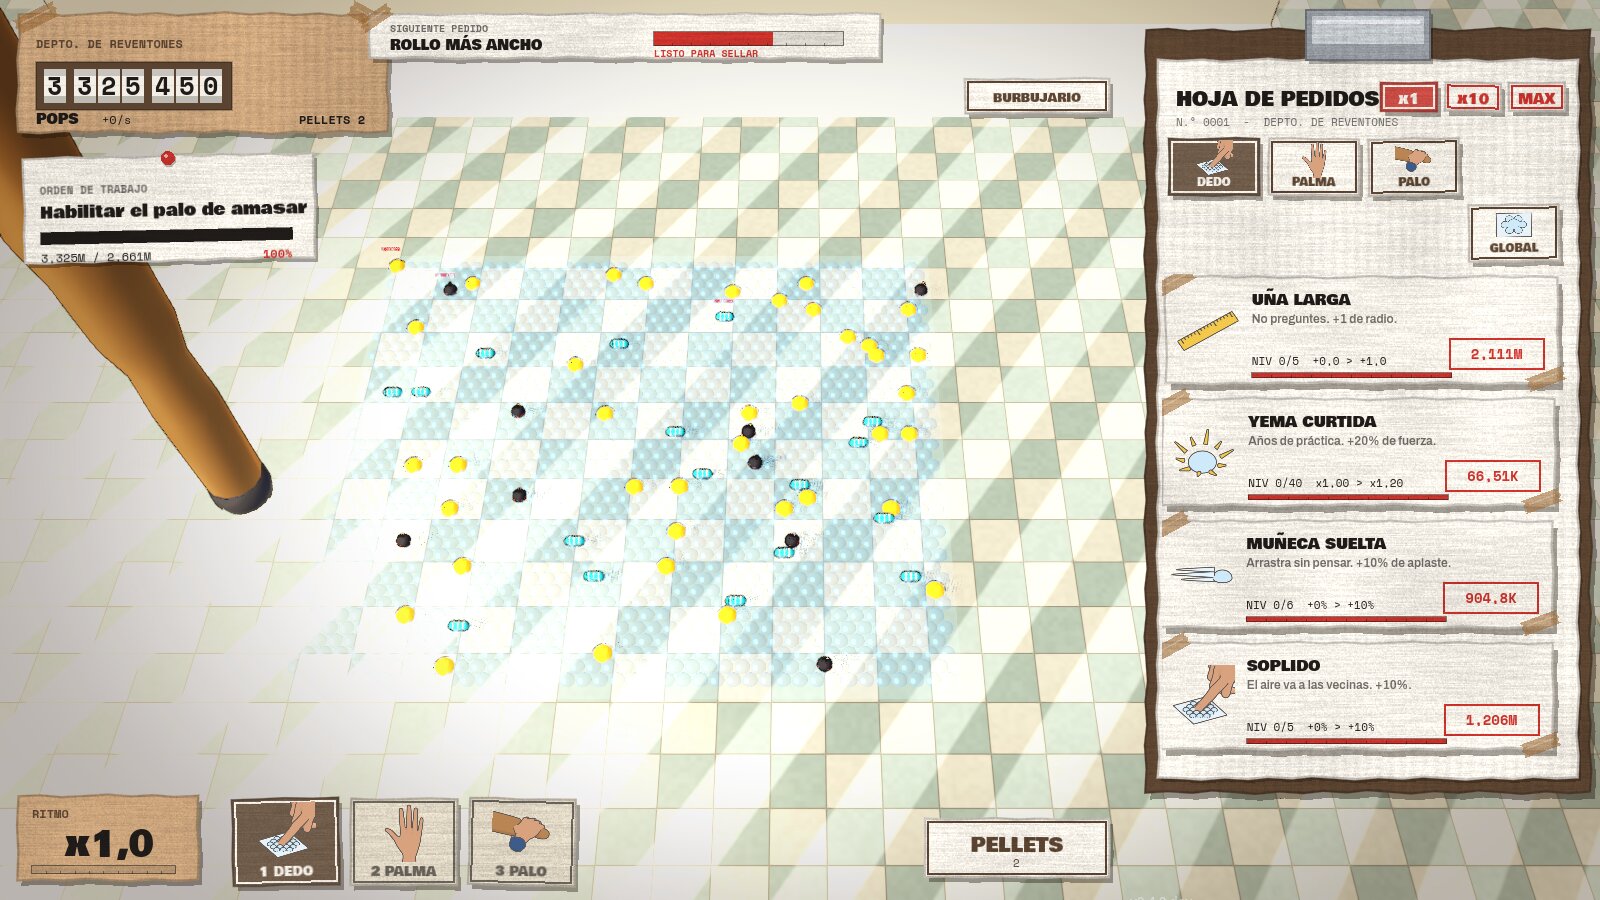 DEPTO. DE REVENTONES
3 325 450
POPS +0/s PELLETS 2
SIGUIENTE PEDIDO
ROLLO MÁS ANCHO
LISTO PARA SELLAR
BURBUJARIO
ORDEN DE TRABAJO
Habilitar el palo de amasar
3,325M / 2,661M 100%
HOJA DE PEDIDOS x1 x10 MAX
N.° 0001 - DEPTO. DE REVENTONES
DEDO PALMA PALO
GLOBAL
UÑA LARGA
No preguntes. +1 de radio.
NIV 0/5 +0,0 > +1,0 2,111M
YEMA CURTIDA
Años de práctica. +20% de fuerza.
NIV 0/40 x1,00 > x1,20 66,51K
MUÑECA SUELTA
Arrastra sin pensar. +10% de aplaste.
NIV 0/6 +0% > +10% 904,8K
SOPLIDO
El aire va a las vecinas. +10%.
NIV 0/5 +0% > +10% 1,206M
RITMO
x1,0
1 DEDO 2 PALMA 3 PALO
PELLETS
2